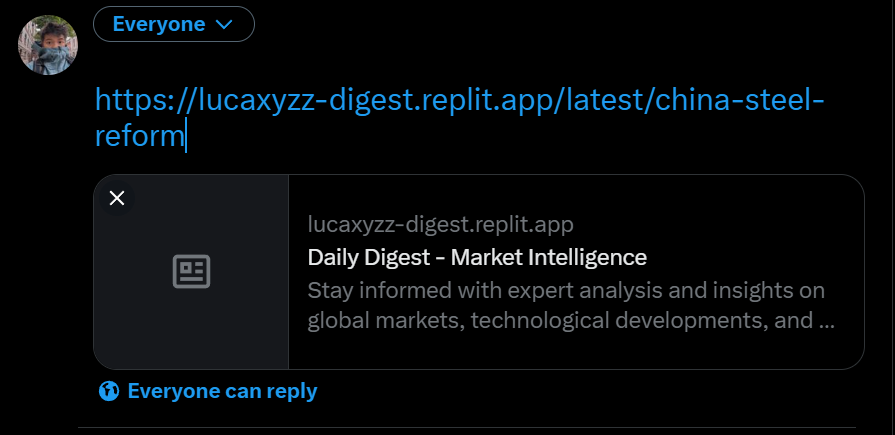 Everyone
https://lucaxyzz-digest.replit.app/latest/china-steel-
reform
lucaxyzz-digest.replit.app
Daily Digest - Market Intelligence
Stay informed with expert analysis and insights on
global markets, technological developments, and ...
Everyone can reply